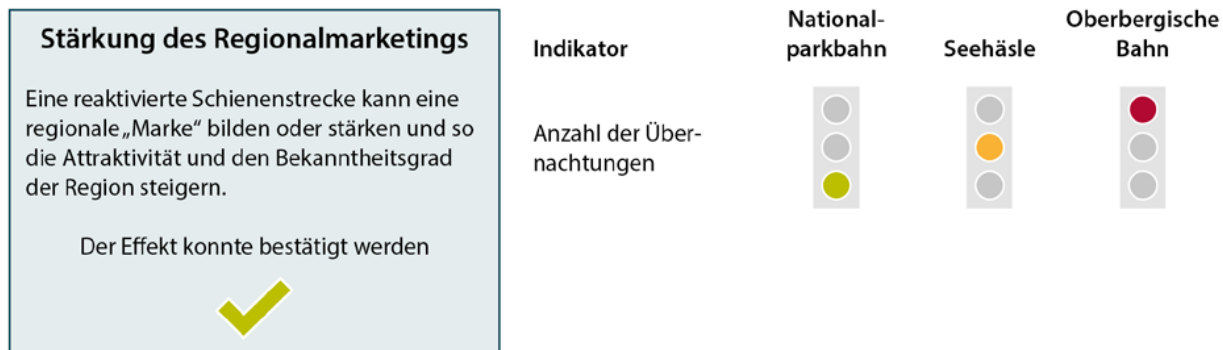 Stärkung des Regionalmarketings
Eine reaktivierte Schienenstrecke kann eine
regionale „Marke“ bilden oder stärken und so
die Attraktivität und den Bekanntheitsgrad
der Region steigern.
Der Effekt konnte bestätigt werden
Indikator
National-
parkbahn
Seehäsle
Oberbergische
Bahn
Anzahl der Über-
nachtungen